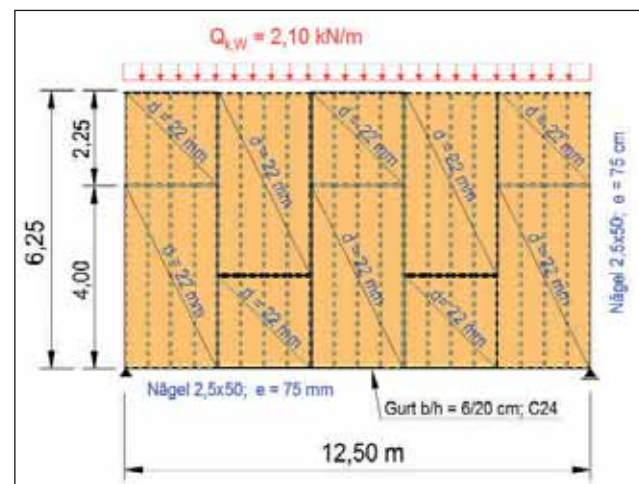 Qk,W = 2,10 kN/m
d = 22 mm
d = 22 mm
d = 22 mm
d = 22 mm
d = 22 mm
2,25
6,25
4,00
d = 22 mm
d = 22 mm
d = 22 mm
d = 22 mm
d = 22 mm
Nägel 2,5x50; e = 75 cm
Nägel 2,5x50; e = 75 mm
Gurt b/h = 6/20 cm; C24
12,50 m